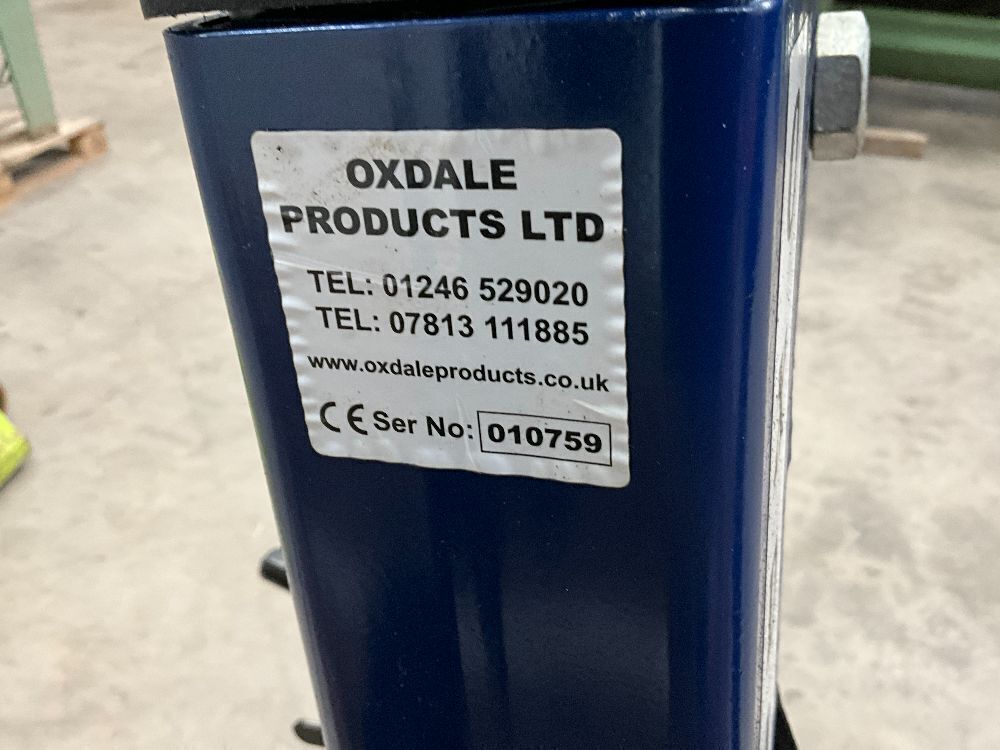 OXDALE
PRODUCTS LTD
TEL: 01246 529020
TEL: 07813 111885
www.oxdaleproducts.co.uk
CE Ser No: 010759